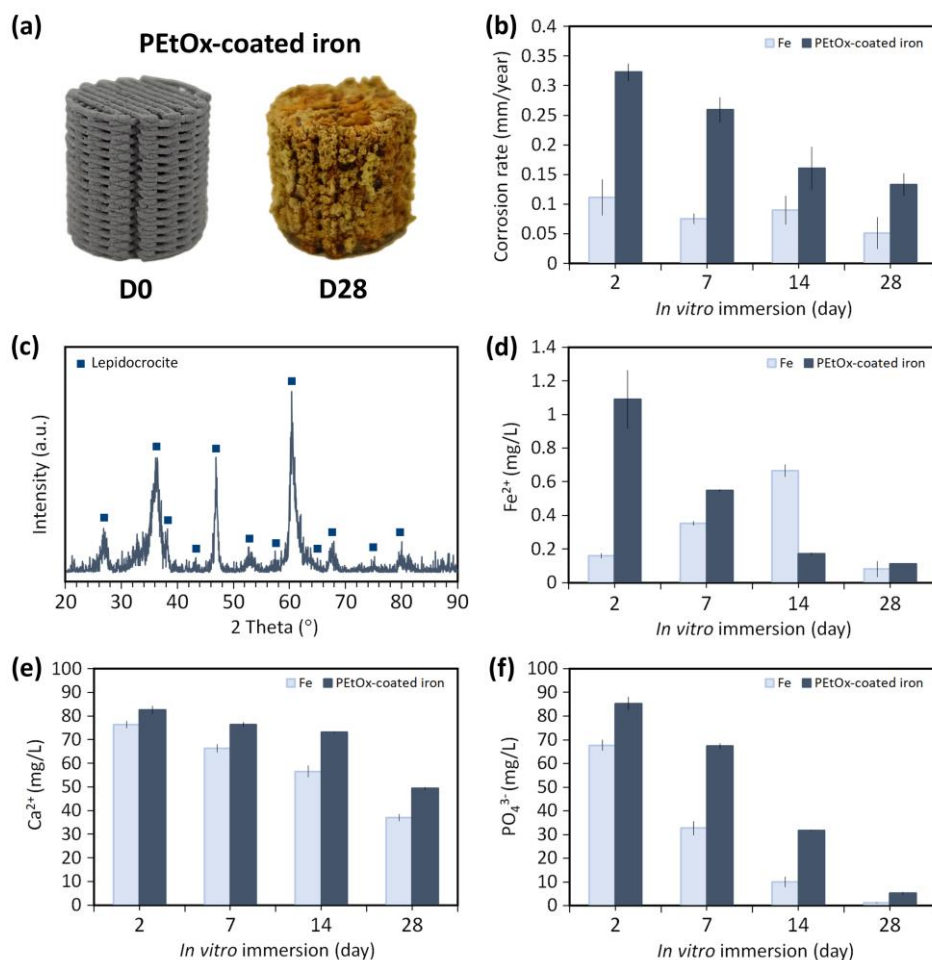 (a)
PEtOx-coated iron
D0
D28
(b)
Corrosion rate (mm/year)
0.4
0.35
0.3
0.25
0.2
0.15
0.1
0.05
0
Fe PEtOx-coated iron
2 7 14 28
In vitro immersion (day)
(c)
Intensity (a.u.)
Lepidocrocite
20 30 40 50 60 70 80 90
2 Theta (°)
(d)
Fe²⁺ (mg/L)
1.4
1.2
1
0.8
0.6
0.4
0.2
0
Fe PEtOx-coated iron
2 7 14 28
In vitro immersion (day)
(e)
Ca²⁺ (mg/L)
100
90
80
70
60
50
40
30
20
10
0
Fe PEtOx-coated iron
2 7 14 28
In vitro immersion (day)
(f)
PO₄³⁻ (mg/L)
100
90
80
70
60
50
40
30
20
10
0
Fe PEtOx-coated iron
2 7 14 28
In vitro immersion (day)